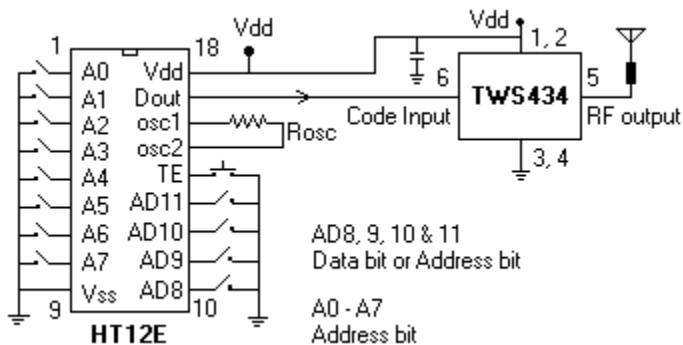 1
18
A0
A1
A2
A3
A4
A5
A6
A7
Vss
9
Vdd
Dout
osc1
osc2
TE
AD11
AD10
AD9
AD8
10
HT12E
Vdd
Rosc
Code Input
Vdd
1, 2
6
TWS434
5
RF output
3, 4
AD8, 9, 10 & 11
Data bit or Address bit
A0 - A7
Address bit